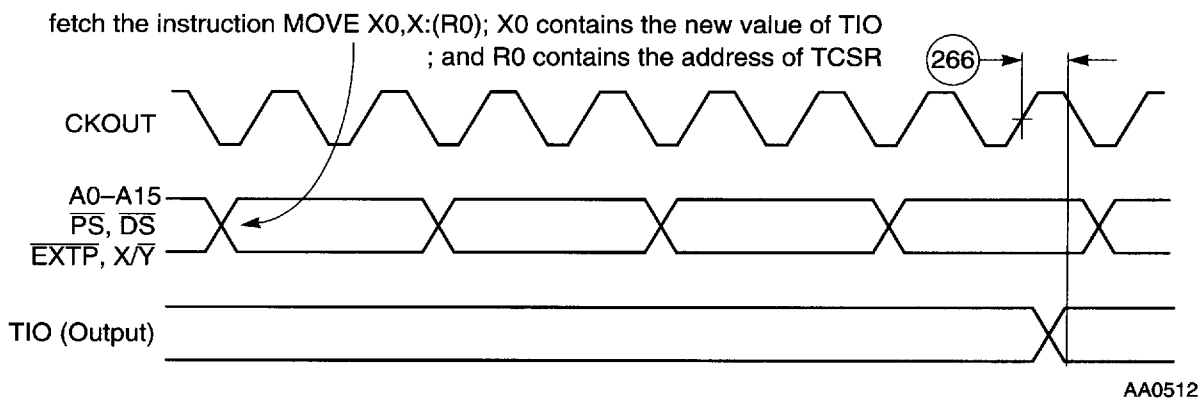 fetch the instruction MOVE X0,X:(R0); X0 contains the new value of TIO
; and R0 contains the address of TCSR
266
CKOUT
A0–A15
PS, DS
EXTP, X/Y
TIO (Output)
AA0512